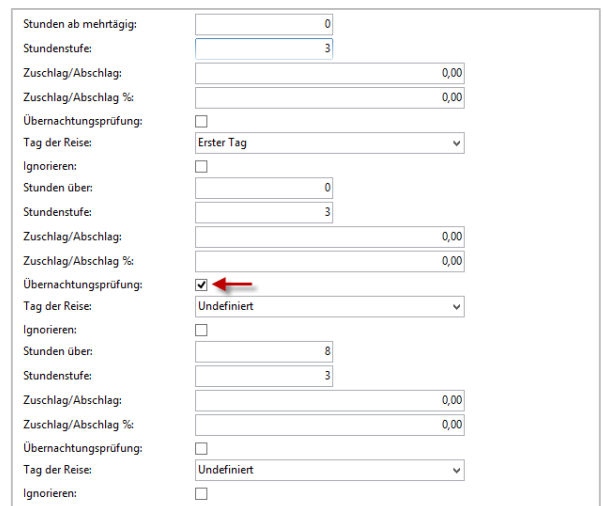 Stunden ab mehrtägig: 0
Stundenstufe: 3
Zuschlag/Abschlag: 0,00
Zuschlag/Abschlag %: 0,00
Übernachtungsprüfung:
Tag der Reise: Erster Tag
Ignorieren:
Stunden über: 0
Stundenstufe: 3
Zuschlag/Abschlag: 0,00
Zuschlag/Abschlag %: 0,00
Übernachtungsprüfung:
Tag der Reise: Undefiniert
Ignorieren:
Stunden über: 8
Stundenstufe: 3
Zuschlag/Abschlag: 0,00
Zuschlag/Abschlag %: 0,00
Übernachtungsprüfung:
Tag der Reise: Undefiniert
Ignorieren: